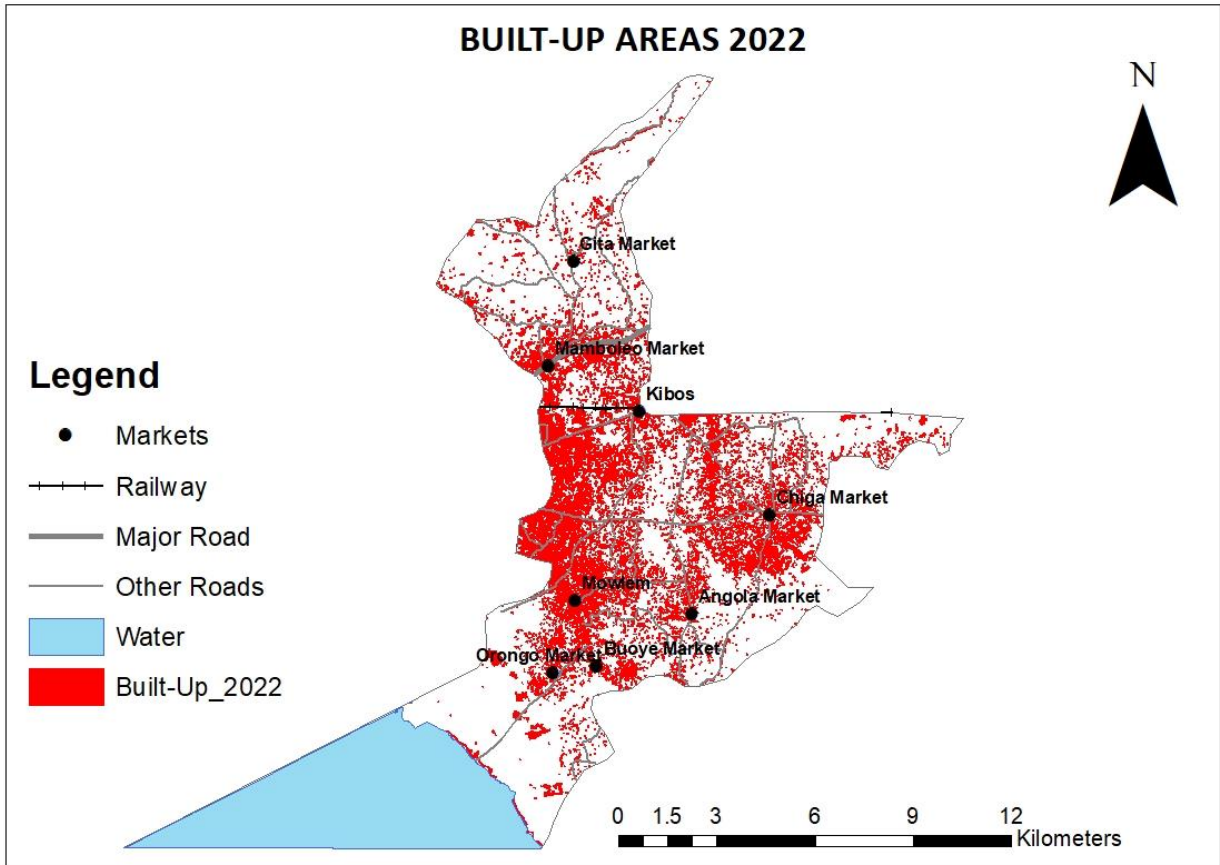 BUILT-UP AREAS 2022
N
Gita Market
Mamboleo Market
Kibos
Chiga Market
Mowlem
Angola Market
Buoye Market
Orongo Market
Legend
Markets
Railway
Major Road
Other Roads
Water
Built-Up_2022
0 1.5 3 6 9 12
Kilometers